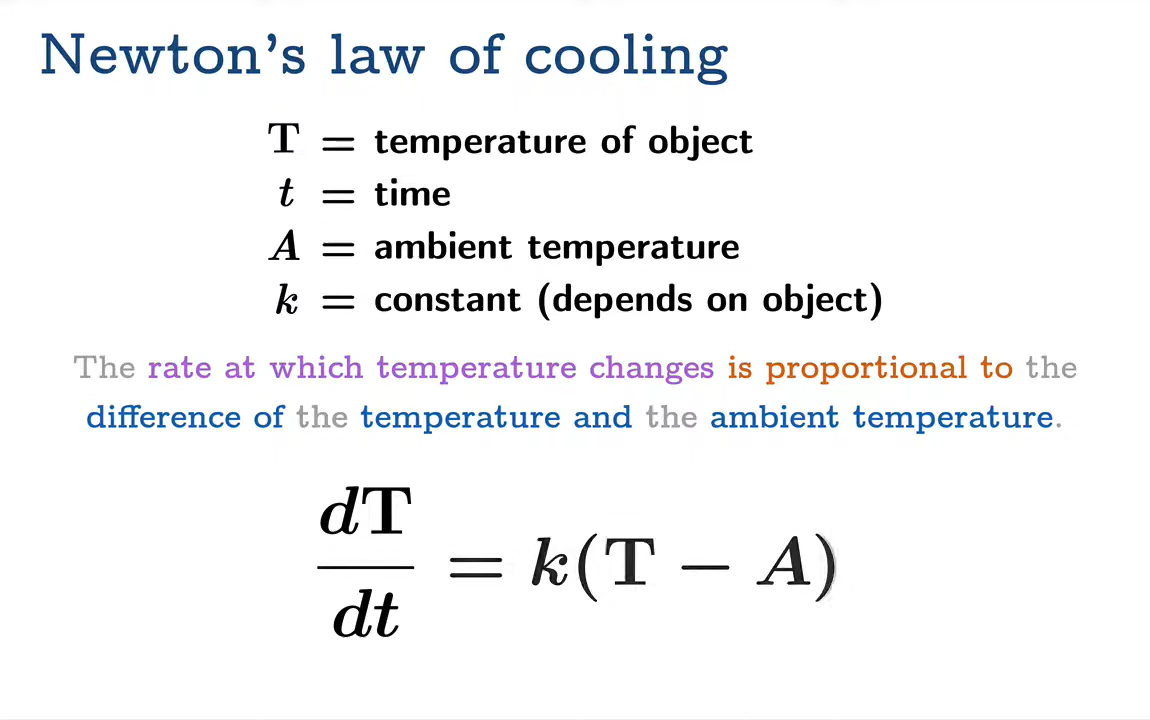 Newton's law of cooling
T = temperature of object
t = time
A = ambient temperature
k = constant (depends on object)
The rate at which temperature changes is proportional to the
difference of the temperature and the ambient temperature.
dT/dt = k(T − A)